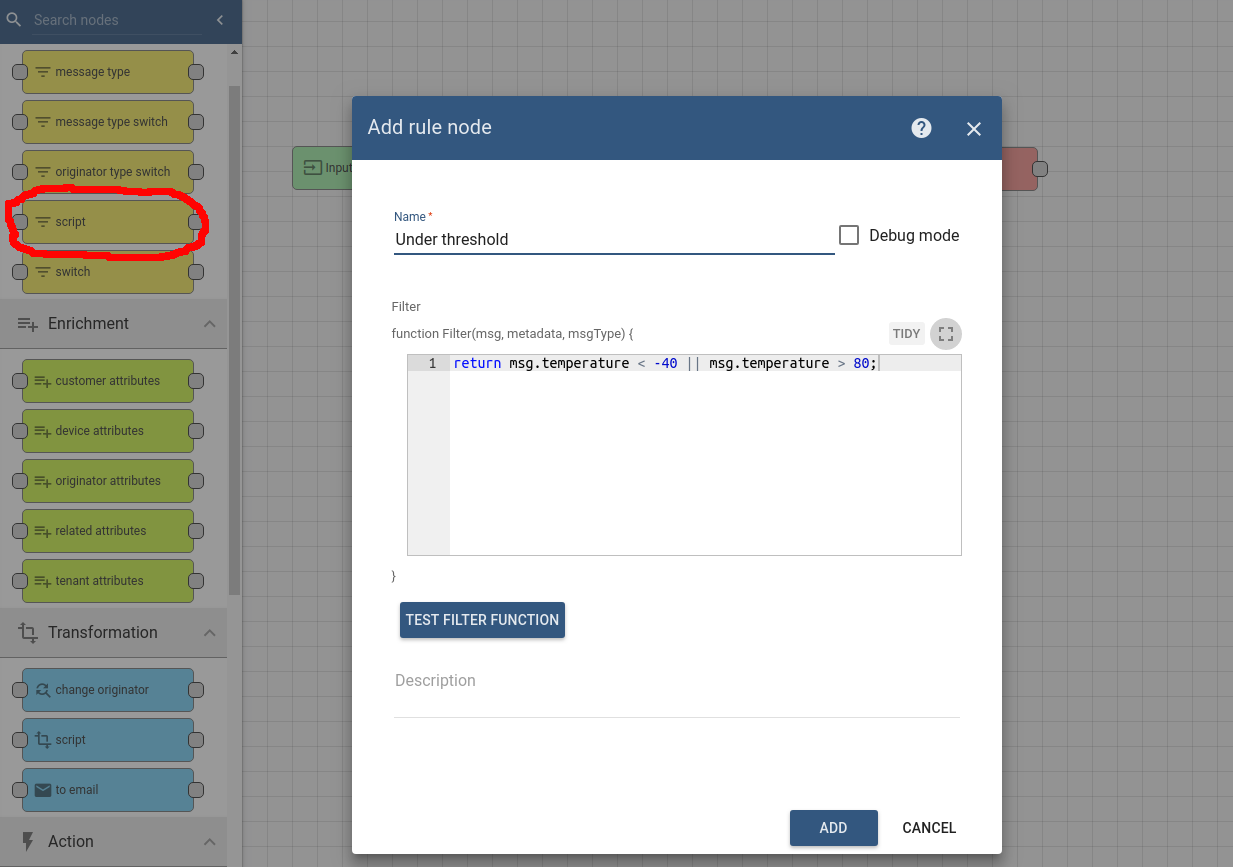 Search nodes
message type
message type switch
originator type switch
script
switch
Enrichment
customer attributes
device attributes
originator attributes
related attributes
tenant attributes
Transformation
change originator
script
to email
Action
Input
Add rule node
Name *
Under threshold
Debug mode
Filter
function Filter(msg, metadata, msgType) {
TIDY
1 return msg.temperature < -40 || msg.temperature > 80;
}
TEST FILTER FUNCTION
Description
ADD
CANCEL